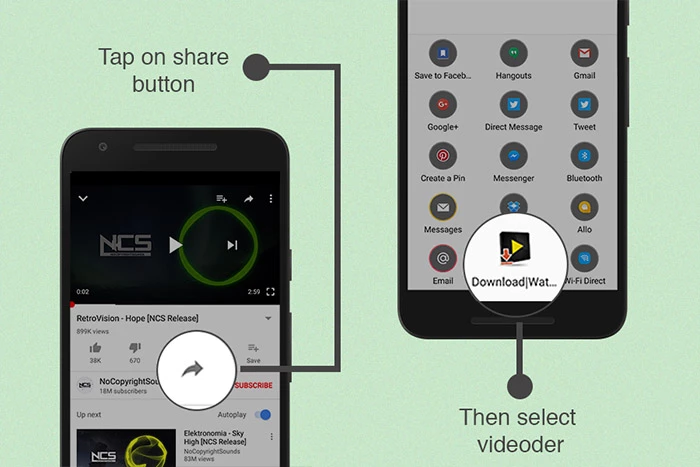 Tap on share
button
NCS
0:02
2:59
RetroVision - Hope [NCS Release]
899K views
38K
670
Save
NCS
NoCopyrightSou
SUBSCRIBE
18M subscribers
Up next
Autoplay
NCS
Elektronomia - Sky
High [NCS Release]
NoCopyrightSounds
83M views
Save to Faceb...
Hangouts
Gmail
Google+
Direct Message
Tweet
Create a Pin
Messenger
Bluetooth
Messages
Allo
Email
Download|Wat...
Wi-Fi Direct
Then select
videoder